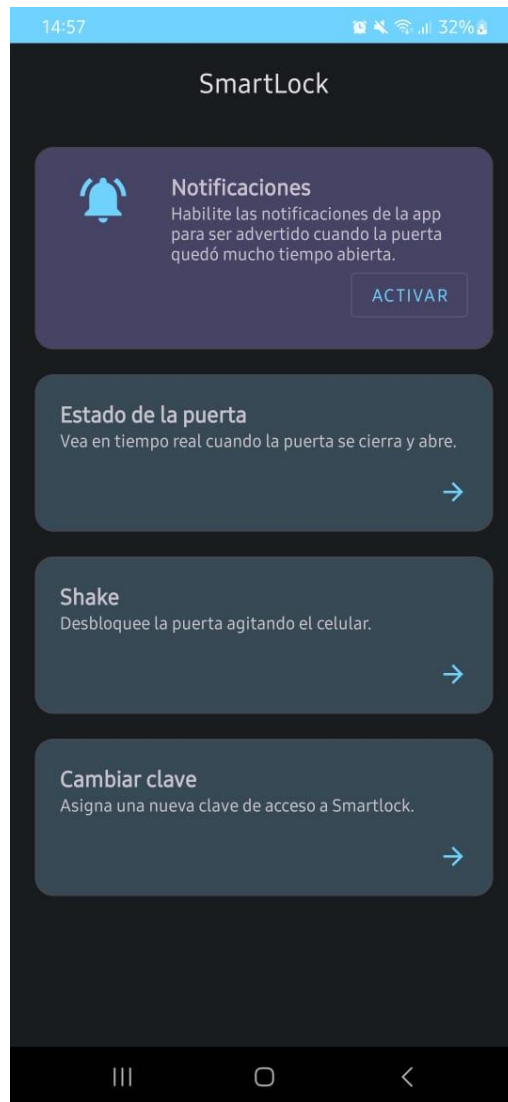 14:57
32%
SmartLock
Notificaciones
Habilite las notificaciones de la app
para ser advertido cuando la puerta
quedó mucho tiempo abierta.
ACTIVAR
Estado de la puerta
Vea en tiempo real cuando la puerta se cierra y abre.
Shake
Desbloquee la puerta agitando el celular.
Cambiar clave
Asigna una nueva clave de acceso a Smartlock.